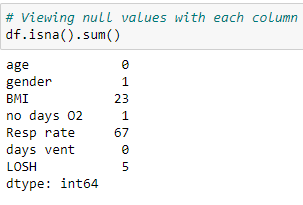 # Viewing null values with each column
df.isna().sum()
age 0
gender 1
BMI 23
no days O2 1
Resp rate 67
days vent 0
LOSH 5
dtype: int64